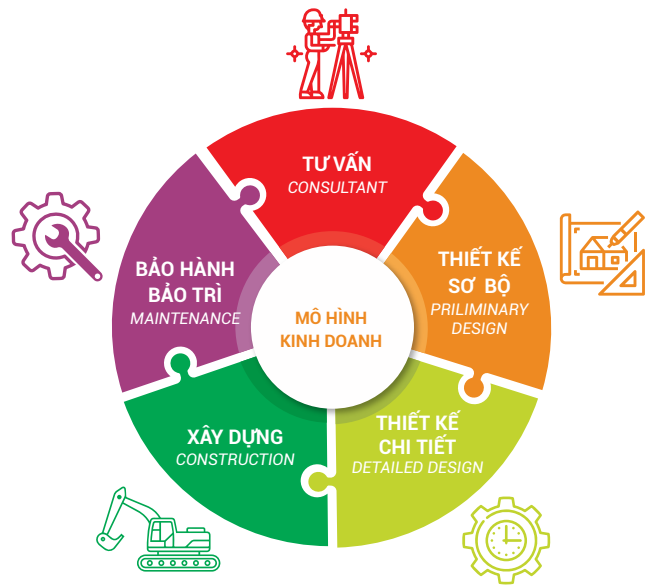 TƯ VẤN
CONSULTANT
THIẾT KẾ
SƠ BỘ
PRILIMINARY
DESIGN
THIẾT KẾ
CHI TIẾT
DETAILED DESIGN
XÂY DỰNG
CONSTRUCTION
BẢO HÀNH
BẢO TRÌ
MAINTENANCE
MÔ HÌNH
KINH DOANH